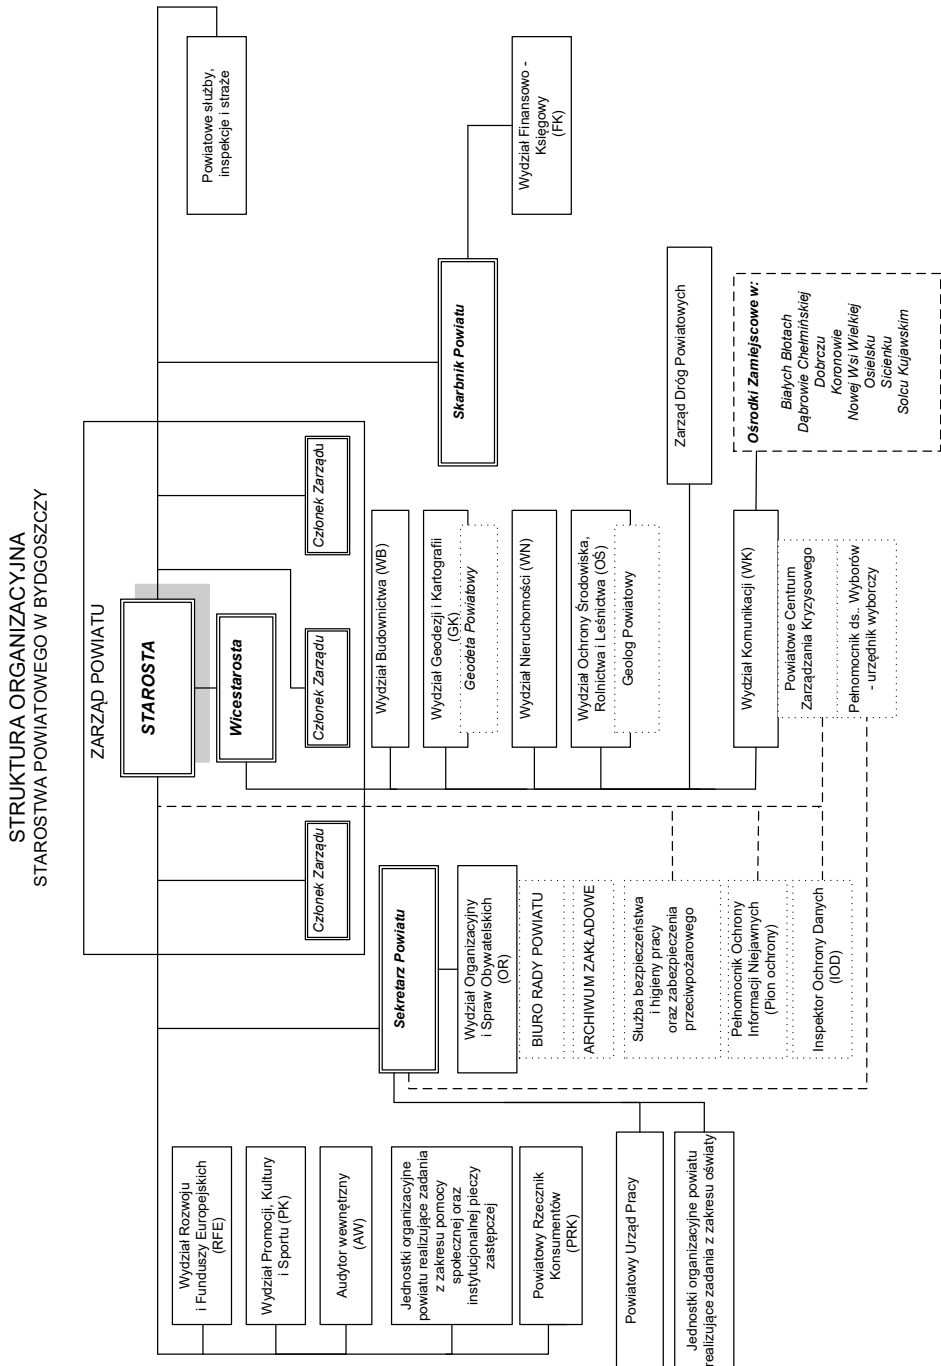 STRUKTURA ORGANIZACYJNA
STAROSTWA POWIATOWEGO W BYDGOSZCZY
ZARZĄD POWIATU
STAROSTA
Wicestarosta
Członek Zarządu
Członek Zarządu
Członek Zarządu
Powiatowe służby,
inspekcje i straże
Skarbnik Powiatu
Wydział Finansowo -
Księgowy
(FK)
Wydział Budownictwa (WB)
Wydział Geodezji i Kartografii
(GK)
Geodeta Powiatowy
Wydział Nieruchomości (WN)
Wydział Ochrony Środowiska,
Rolnictwa i Leśnictwa (OŚ)
Geolog Powiatowy
Zarząd Dróg Powiatowych
Wydział Komunikacji (WK)
Ośrodki Zamiejscowe w:
Białych Błotach
Dąbrowie Chełmińskiej
Dobrczu
Koronowie
Nowej Wsi Wielkiej
Osielsku
Sicienku
Solcu Kujawskim
Powiatowe Centrum
Zarządzania Kryzysowego
Pełnomocnik ds.. Wyborów
- urzędnik wyborczy
Sekretarz Powiatu
Wydział Organizacyjny
i Spraw Obywatelskich
(OR)
BIURO RADY POWIATU
ARCHIWUM ZAKŁADOWE
Służba bezpieczeństwa
i higieny pracy
oraz zabezpieczenia
przeciwpożarowego
Pełnomocnik Ochrony
Informacji Niejawnych
(Pion ochrony)
Inspektor Ochrony Danych
(IOD)
Wydział Rozwoju
i Funduszy Europejskich
(RFE)
Wydział Promocji, Kultury
i Sportu (PK)
Audytor wewnętrzny
(AW)
Jednostki organizacyjne
powiatu realizujące zadania
z zakresu pomocy
społecznej oraz
instytucjonalnej pieczy
zastępczej
Powiatowy Rzecznik
Konsumentów
(PRK)
Powiatowy Urząd Pracy
Jednostki organizacyjne powiatu
realizujące zadania z zakresu oświaty